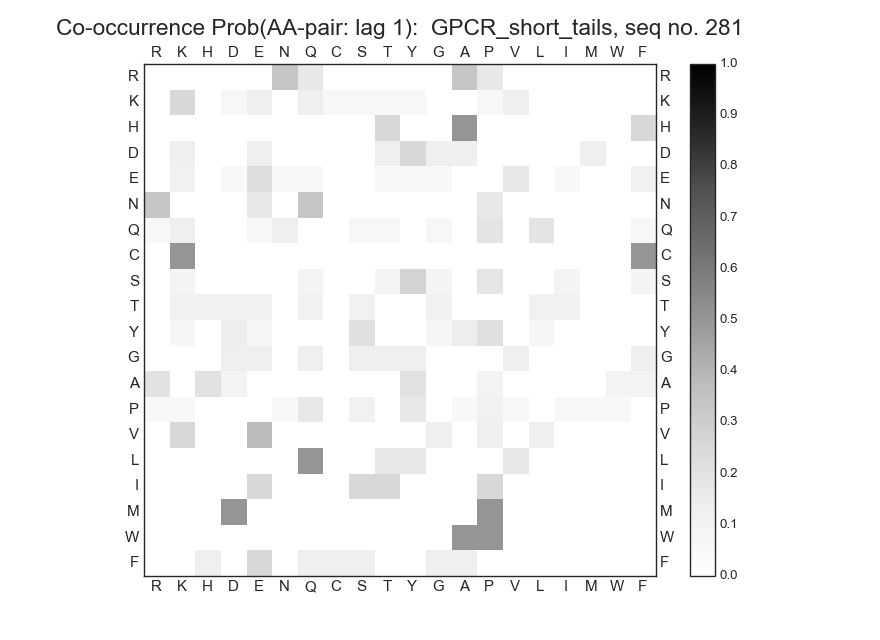 Co-occurrence Prob(AA-pair: lag 1):  GPCR_short_tails, seq no. 281
R K H D E N Q C S T Y G A P V L I M W F
R R 1.0
K K 0.9
H H
D D 0.8
E E
N N 0.7
Q Q
C C 0.6
S S
T T 0.5
Y Y
G G 0.4
A A
P P 0.3
V V
L L 0.2
I I
M M 0.1
W W
F F 0.0
R K H D E N Q C S T Y G A P V L I M W F